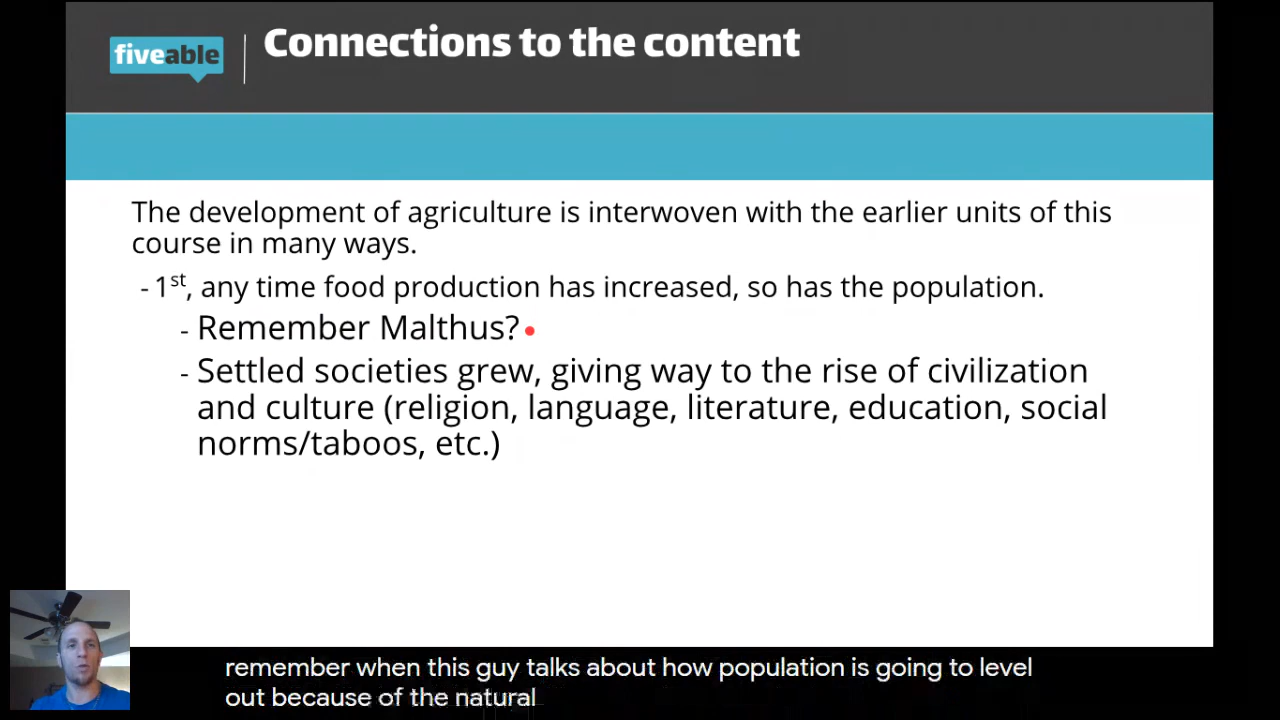 fiveable
Connections to the content
The development of agriculture is interwoven with the earlier units of this
course in many ways.
- 1st, any time food production has increased, so has the population.
- Remember Malthus?
- Settled societies grew, giving way to the rise of civilization
and culture (religion, language, literature, education, social
norms/taboos, etc.)
remember when this guy talks about how population is going to level
out because of the natural